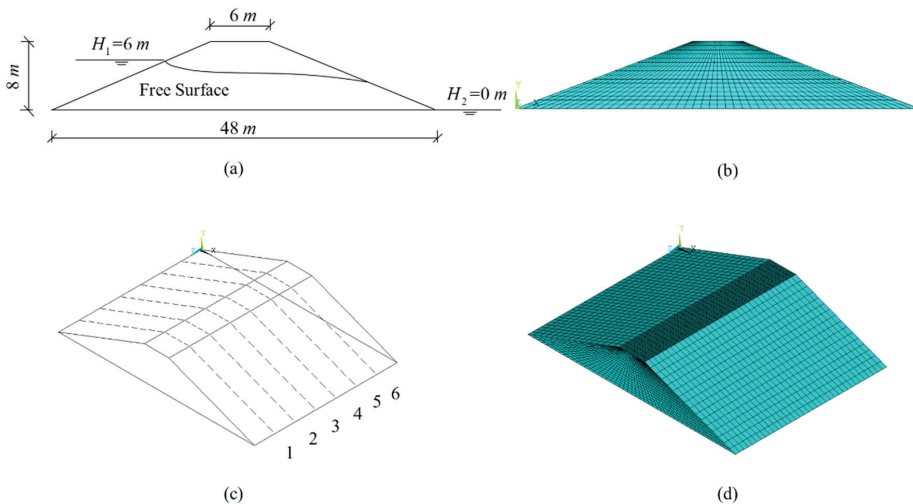 6 m
H₁=6 m
8 m
Free Surface
H₂=0 m
48 m
X
(a)
(b)
Y
X
Y
X
1
2
3
4
5
6
(c)
(d)